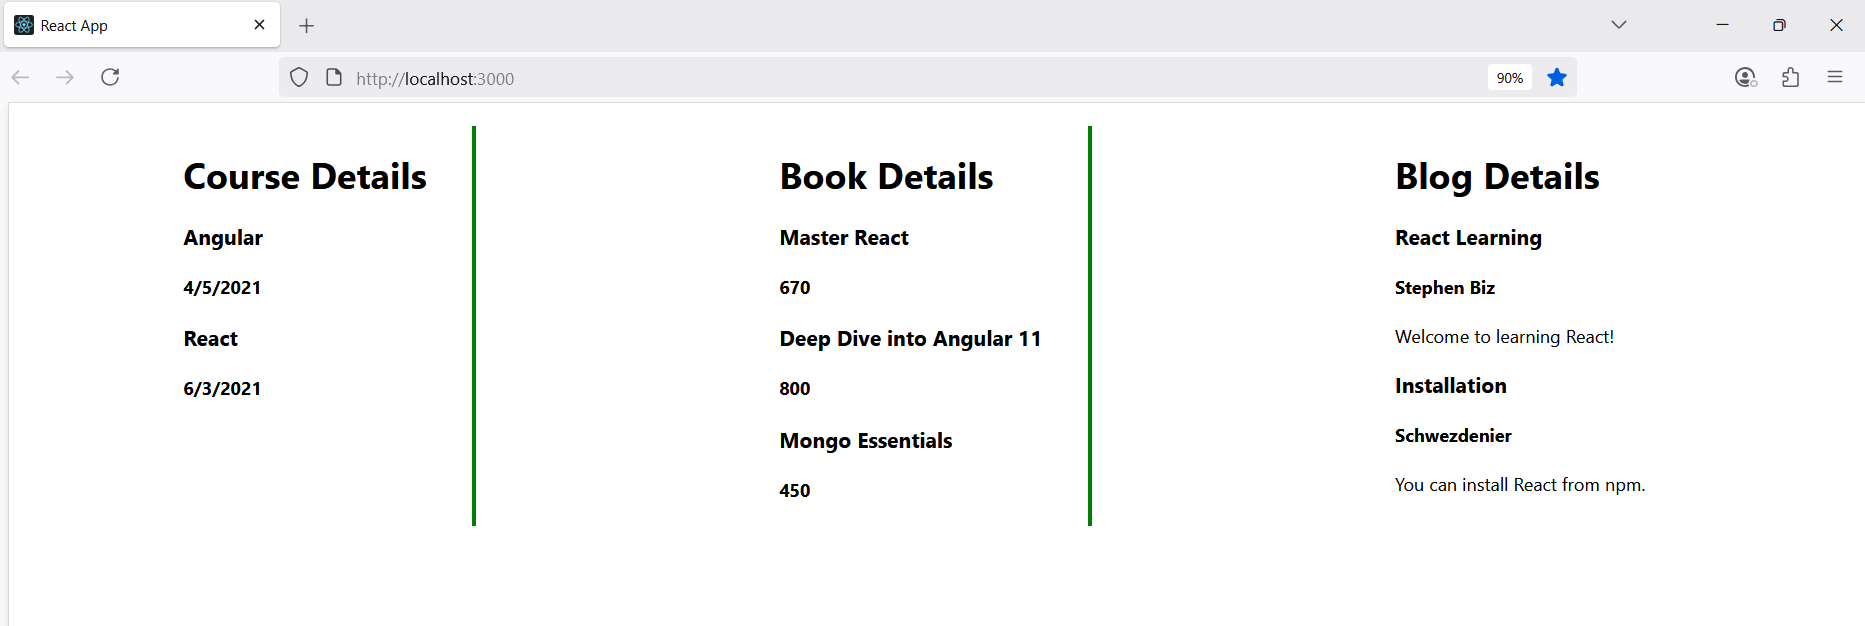 React App
http://localhost:3000
90%
Course Details
Angular
4/5/2021
React
6/3/2021
Book Details
Master React
670
Deep Dive into Angular 11
800
Mongo Essentials
450
Blog Details
React Learning
Stephen Biz
Welcome to learning React!
Installation
Schwezdenier
You can install React from npm.